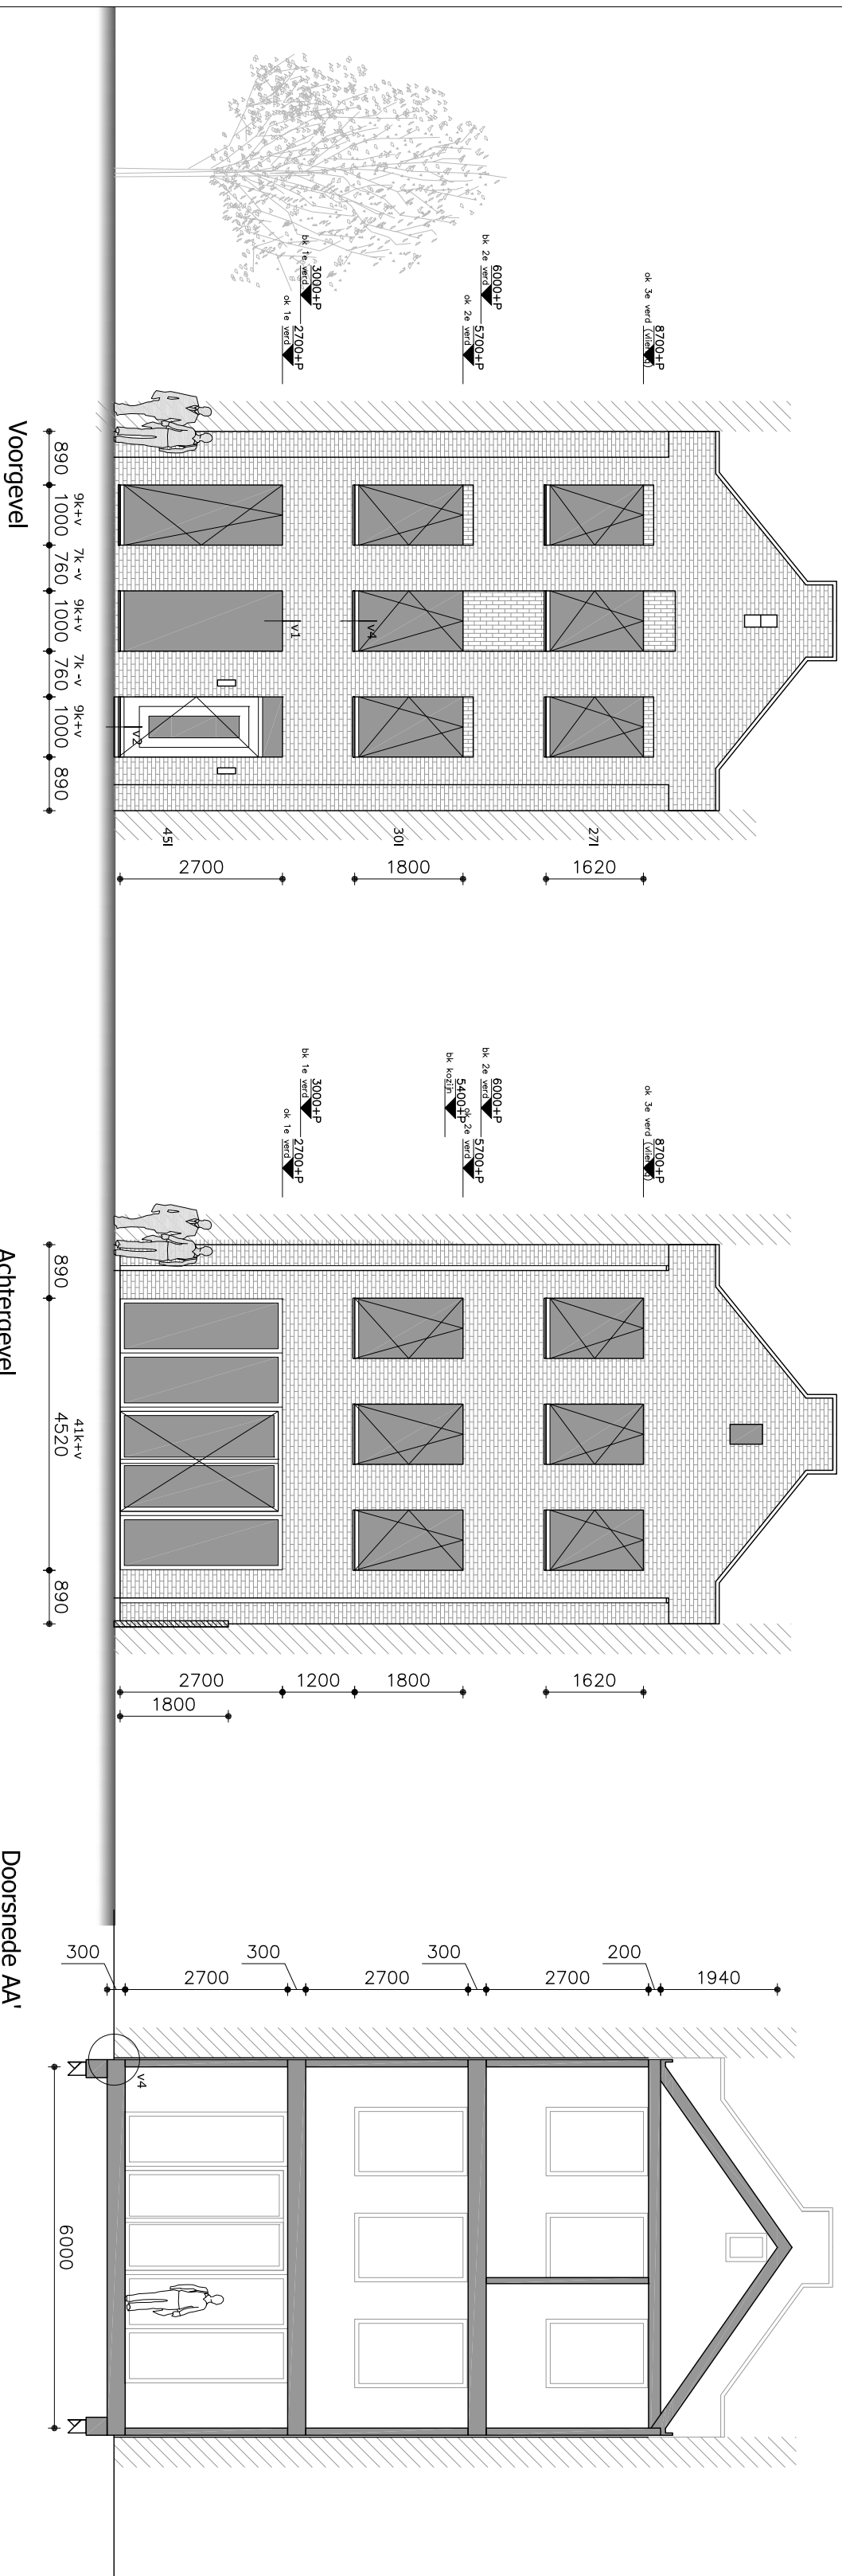 8700+P
ok 3e verd (vliering)
6000+P
bk 2e verd
5700+P
ok 2e verd
3000+P
bk 1e verd
2700+P
ok 1e verd
27l
30l
45l
1620
1800
2700
v1
v4
v2
9k+v
7k-v
9k+v
7k-v
9k+v
890
1000
760
1000
760
1000
890
Voorgevel
8700+P
ok 3e verd (vliering)
6000+P
bk 2e verd
5700+P
ok 2e verd
5400+P
bk kozijn
3000+P
bk 1e verd
2700+P
ok 1e verd
1620
1800
1200
2700
1800
41k+v
890
4520
890
Achtergevel
1940
200
2700
300
2700
300
2700
300
v4
6000
Doorsnede AA'